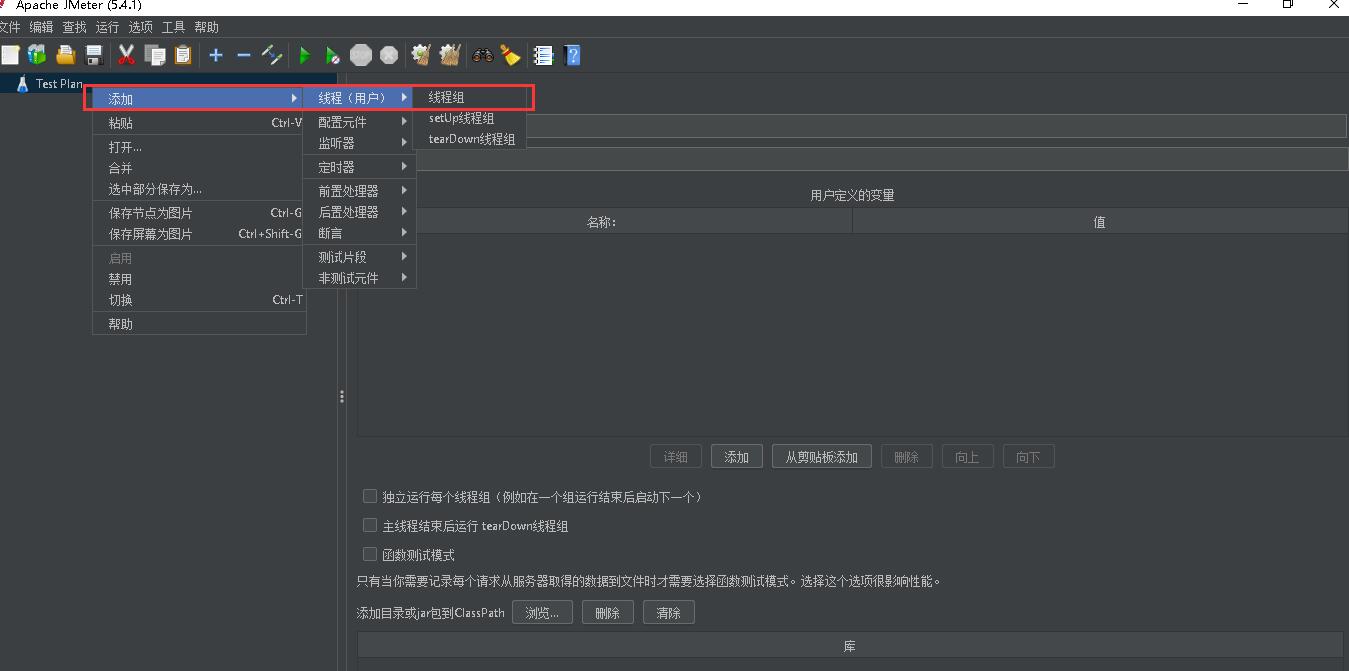 Apache JMeter (5.4.1)
文件 编辑 查找 运行 选项 工具 帮助
Test Plan
添加
粘贴 Ctrl-V
打开...
合并
选中部分保存为...
保存节点为图片 Ctrl-G
保存屏幕为图片 Ctrl+Shift-G
启用
禁用
切换 Ctrl-T
帮助
线程（用户）
配置元件
监听器
定时器
前置处理器
后置处理器
断言
测试片段
非测试元件
线程组
setUp线程组
tearDown线程组
用户定义的变量
名称: 值
详细 添加 从剪贴板添加 删除 向上 向下
独立运行每个线程组（例如在一个组运行结束后启动下一个）
主线程结束后运行 tearDown线程组
函数测试模式
只有当你需要记录每个请求从服务器取得的数据到文件时才需要选择函数测试模式。选择这个选项很影响性能。
添加目录或jar包到ClassPath 浏览... 删除 清除
库